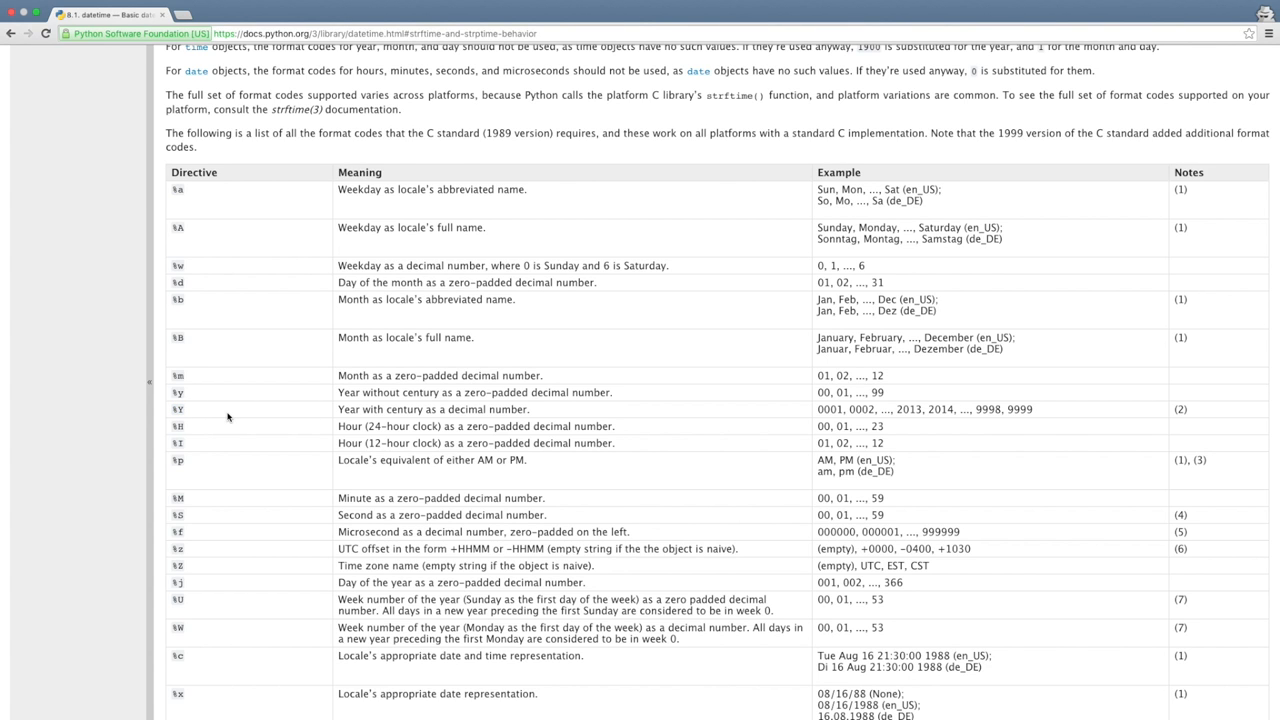 8.1. datetime — Basic dat
Python Software Foundation [US] https://docs.python.org/3/library/datetime.html#strftime-and-strptime-behavior
For time objects, the format codes for year, month, and day should not be used, as time objects have no such values. If they're used anyway, 1900 is substituted for the year, and 1 for the month and day.
For date objects, the format codes for hours, minutes, seconds, and microseconds should not be used, as date objects have no such values. If they're used anyway, 0 is substituted for them.
The full set of format codes supported varies across platforms, because Python calls the platform C library's strftime() function, and platform variations are common. To see the full set of format codes supported on your
platform, consult the strftime(3) documentation.
The following is a list of all the format codes that the C standard (1989 version) requires, and these work on all platforms with a standard C implementation. Note that the 1999 version of the C standard added additional format
codes.
Directive Meaning Example Notes
%a Weekday as locale's abbreviated name. Sun, Mon, ..., Sat (en_US); (1)
So, Mo, ..., Sa (de_DE)
%A Weekday as locale's full name. Sunday, Monday, ..., Saturday (en_US); (1)
Sonntag, Montag, ..., Samstag (de_DE)
%w Weekday as a decimal number, where 0 is Sunday and 6 is Saturday. 0, 1, ..., 6
%d Day of the month as a zero-padded decimal number. 01, 02, ..., 31
%b Month as locale's abbreviated name. Jan, Feb, ..., Dec (en_US); (1)
Jan, Feb, ..., Dez (de_DE)
%B Month as locale's full name. January, February, ..., December (en_US); (1)
Januar, Februar, ..., Dezember (de_DE)
%m Month as a zero-padded decimal number. 01, 02, ..., 12
%y Year without century as a zero-padded decimal number. 00, 01, ..., 99
%Y Year with century as a decimal number. 0001, 0002, ..., 2013, 2014, ..., 9998, 9999 (2)
%H Hour (24-hour clock) as a zero-padded decimal number. 00, 01, ..., 23
%I Hour (12-hour clock) as a zero-padded decimal number. 01, 02, ..., 12
%p Locale's equivalent of either AM or PM. AM, PM (en_US); (1), (3)
am, pm (de_DE)
%M Minute as a zero-padded decimal number. 00, 01, ..., 59
%S Second as a zero-padded decimal number. 00, 01, ..., 59 (4)
%f Microsecond as a decimal number, zero-padded on the left. 000000, 000001, ..., 999999 (5)
%z UTC offset in the form +HHMM or -HHMM (empty string if the the object is naive). (empty), +0000, -0400, +1030 (6)
%Z Time zone name (empty string if the object is naive). (empty), UTC, EST, CST
%j Day of the year as a zero-padded decimal number. 001, 002, ..., 366
%U Week number of the year (Sunday as the first day of the week) as a zero padded decimal 00, 01, ..., 53 (7)
number. All days in a new year preceding the first Sunday are considered to be in week 0.
%W Week number of the year (Monday as the first day of the week) as a decimal number. All days in 00, 01, ..., 53 (7)
a new year preceding the first Monday are considered to be in week 0.
%c Locale's appropriate date and time representation. Tue Aug 16 21:30:00 1988 (en_US); (1)
Di 16 Aug 21:30:00 1988 (de_DE)
%x Locale's appropriate date representation. 08/16/88 (None); (1)
08/16/1988 (en_US);
16.08.1988 (de_DE)